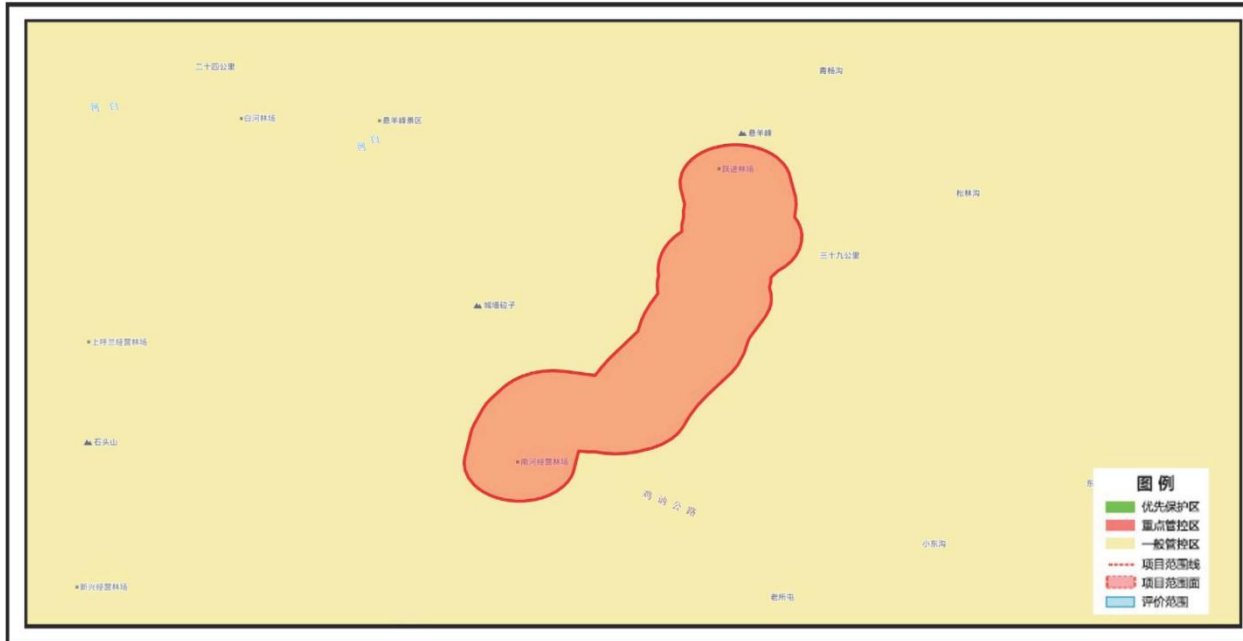 二十四公里
青杨沟
白河林场
悬羊峰景区
悬羊峰
跃进林场
松林沟
三十九公里
城墙砬子
上呼兰经营林场
石头山
南河经营林场
鸡讷公路
小东沟
新兴经营林场
老所屯
东
图例
优先保护区
重点管控区
一般管控区
项目范围线
项目范围面
评价范围